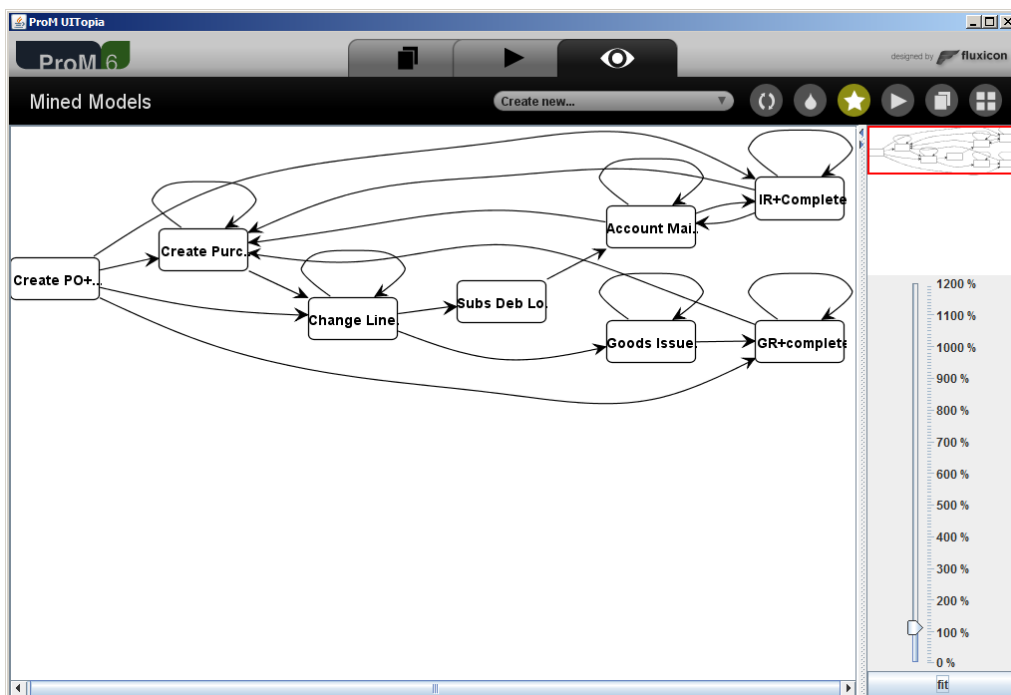 ProM UITopia
ProM 6
designed by fluxicon
Mined Models
Create new...
IR+Complete
Account Mai..
Create Purc..
Create PO+...
Subs Deb Lo.
Change Line.
Goods Issue.
GR+complete
1200 %
1100 %
1000 %
900 %
800 %
700 %
600 %
500 %
400 %
300 %
200 %
100 %
0 %
fit